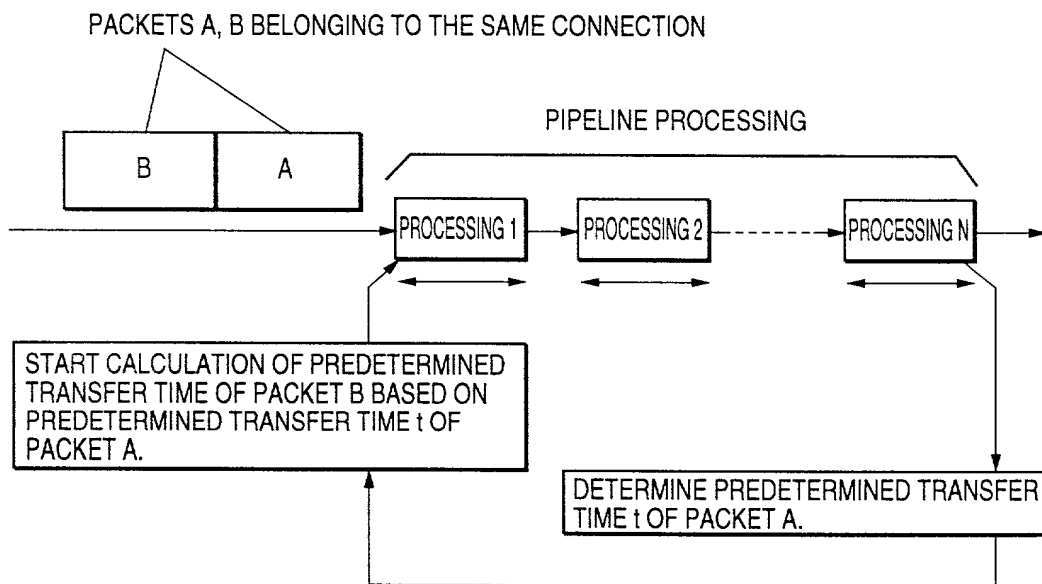 PACKETS A, B BELONGING TO THE SAME CONNECTION
PIPELINE PROCESSING
B
A
PROCESSING 1
PROCESSING 2
PROCESSING N
START CALCULATION OF PREDETERMINED
TRANSFER TIME OF PACKET B BASED ON
PREDETERMINED TRANSFER TIME t OF
PACKET A.
DETERMINE PREDETERMINED TRANSFER
TIME t OF PACKET A.